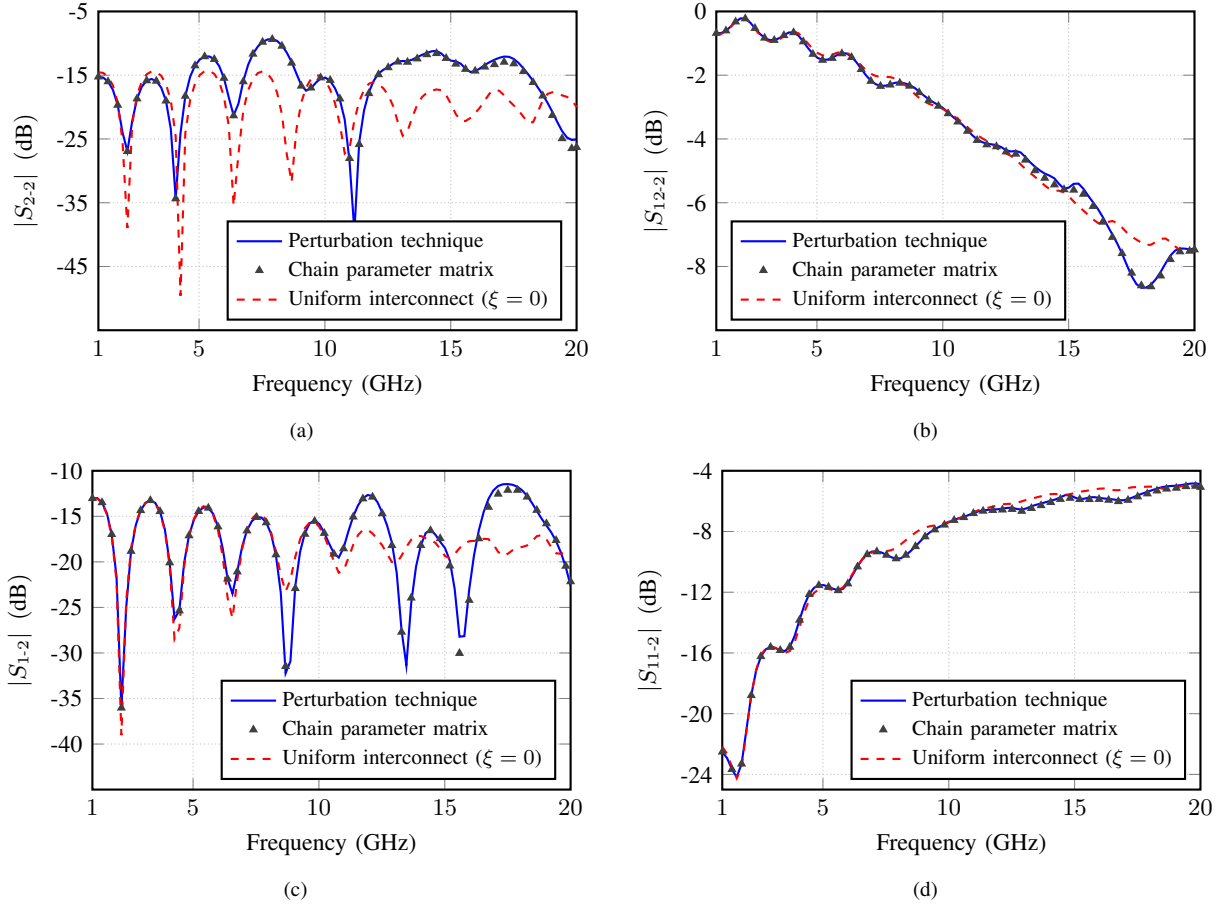 -5
-15
-25
-35
-45
|S2-2| (dB)
Perturbation technique
Chain parameter matrix
Uniform interconnect (ξ = 0)
1 5 10 15 20
Frequency (GHz)
(a)
0
-2
-4
-6
-8
|S12-2| (dB)
Perturbation technique
Chain parameter matrix
Uniform interconnect (ξ = 0)
1 5 10 15 20
Frequency (GHz)
(b)
-10
-15
-20
-25
-30
-35
-40
|S1-2| (dB)
Perturbation technique
Chain parameter matrix
Uniform interconnect (ξ = 0)
1 5 10 15 20
Frequency (GHz)
(c)
-4
-8
-12
-16
-20
-24
|S11-2| (dB)
Perturbation technique
Chain parameter matrix
Uniform interconnect (ξ = 0)
1 5 10 15 20
Frequency (GHz)
(d)